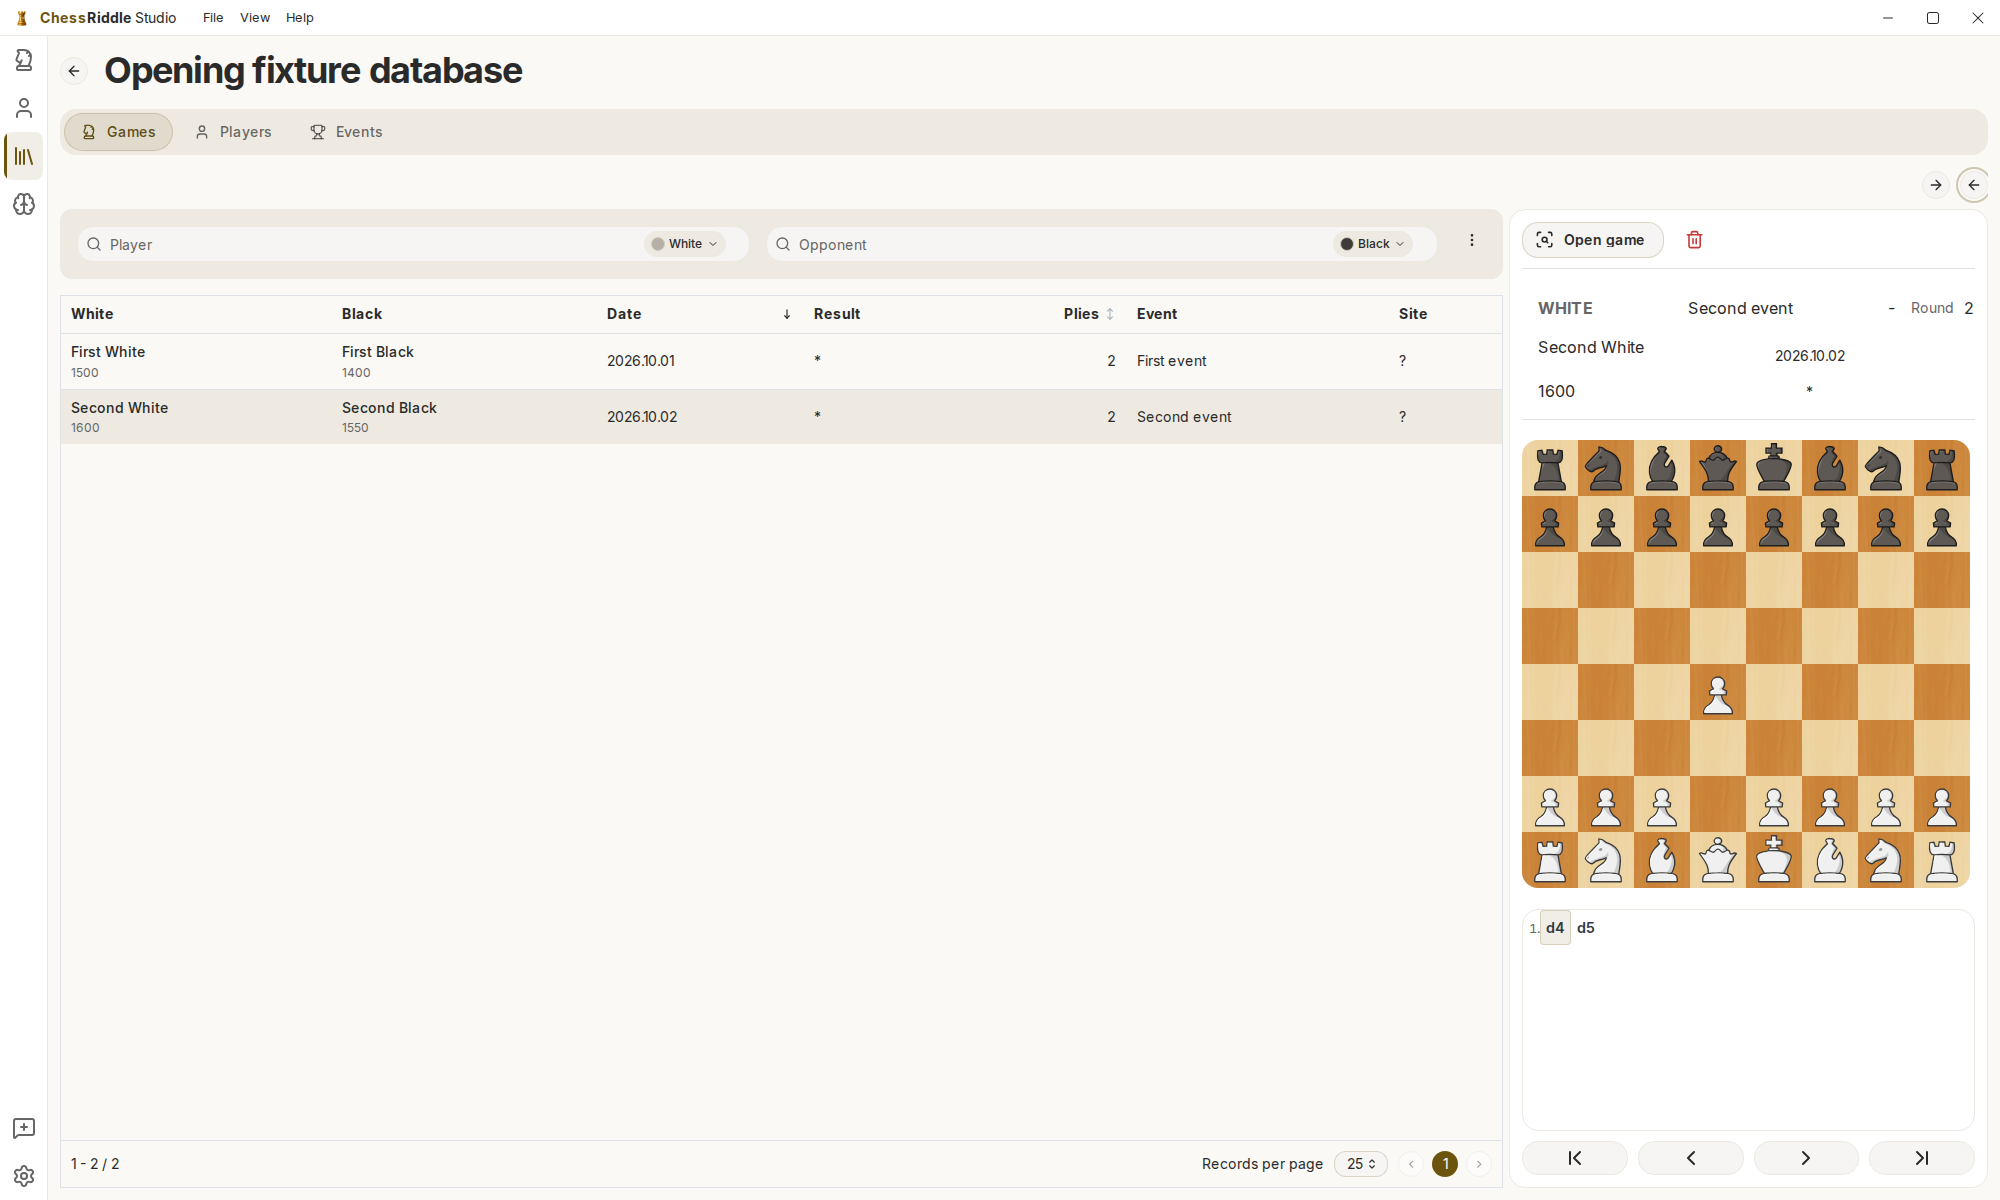 ChessRiddle Studio File View Help
Opening fixture database
Games Players Events
Player White Opponent Black
Open game
White Black Date Result Plies Event Site
First White First Black 2026.10.01 * 2 First event ?
1500 1400
Second White Second Black 2026.10.02 * 2 Second event ?
1600 1550
WHITE Second event - Round 2
Second White
2026.10.02
1600 *
1. d4 d5
1 - 2 / 2 Records per page 25 1